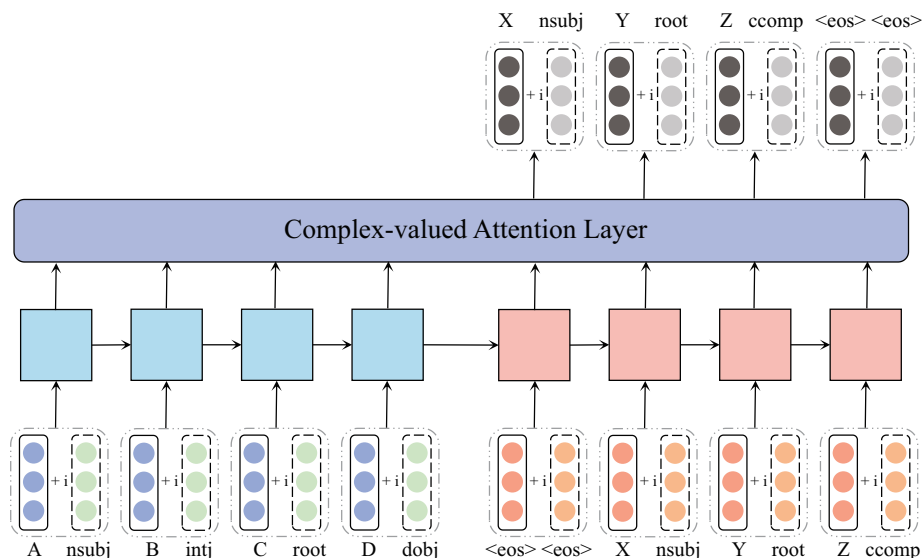 X nsubj Y root Z ccomp <eos> <eos>
+ i + i + i + i
Complex-valued Attention Layer
+ i + i + i + i + i + i + i + i
A nsubj B intj C root D dobj <eos> <eos> X nsubj Y root Z ccomp